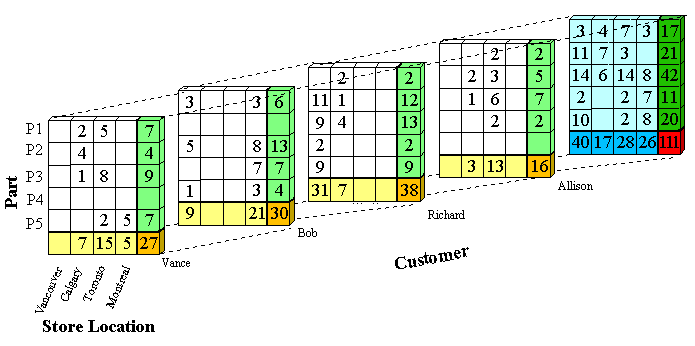 Part
P1 2 5 7
P2 4 4
P3 1 8 9
P4
P5 2 5 7
7 15 5 27
Vancouver
Calgary
Toronto
Montreal
Store Location
Vance
3 3 6
5 8 13
7 7
1 3 4
9 21 30
Bob
2 2
11 1 12
9 4 13
2 2
9 9
31 7 38
Richard
2 2
2 3 5
1 6 7
2 2
3 13 16
Allison
3 4 7 3 17
11 7 3 21
14 6 14 8 42
2 2 7 11
10 2 8 20
40 17 28 26 111
Customer